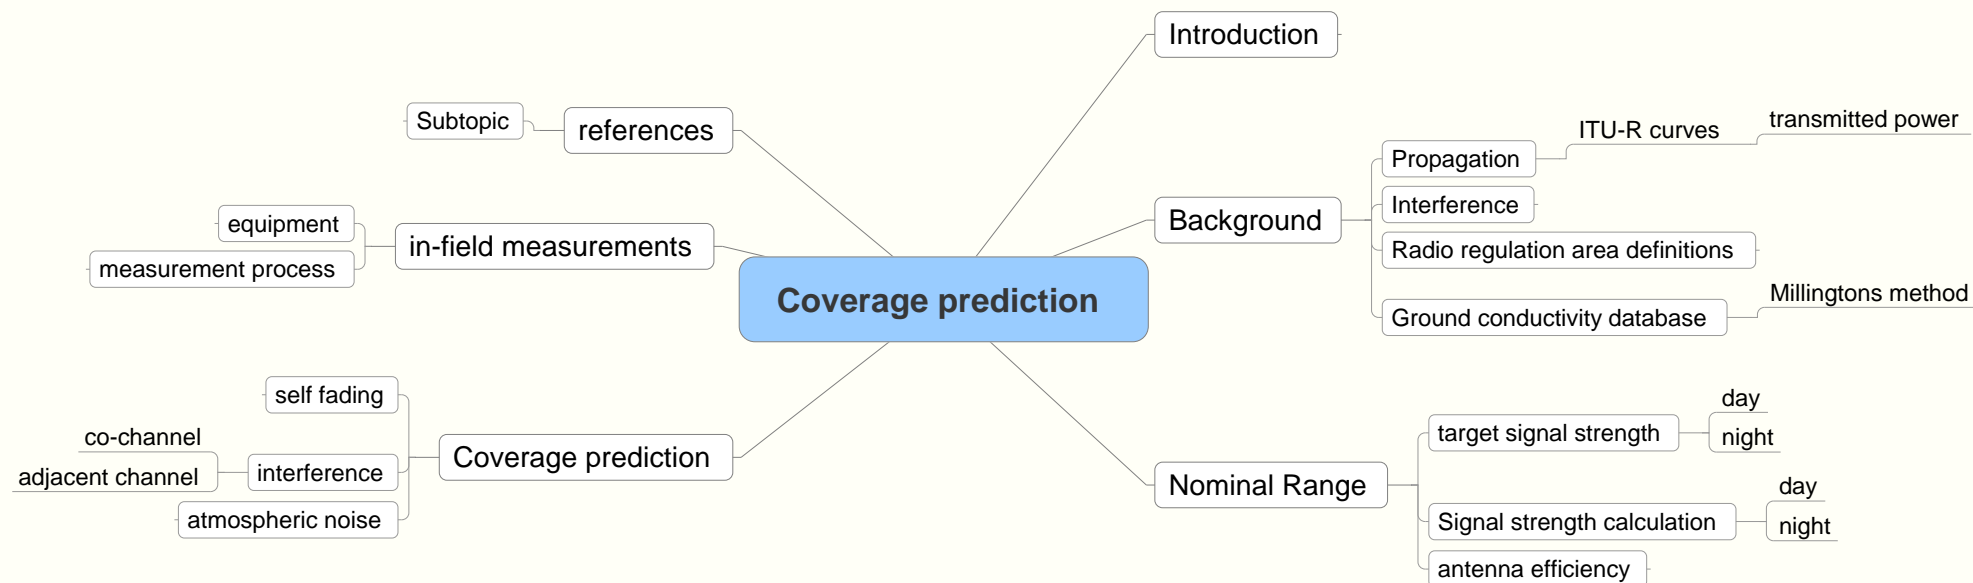 Coverage prediction
Introduction
Background
Propagation
ITU-R curves
transmitted power
Interference
Radio regulation area definitions
Ground conductivity database
Millingtons method
Nominal Range
target signal strength
day
night
Signal strength calculation
day
night
antenna efficiency
Coverage prediction
self fading
interference
co-channel
adjacent channel
atmospheric noise
in-field measurements
equipment
measurement process
references
Subtopic